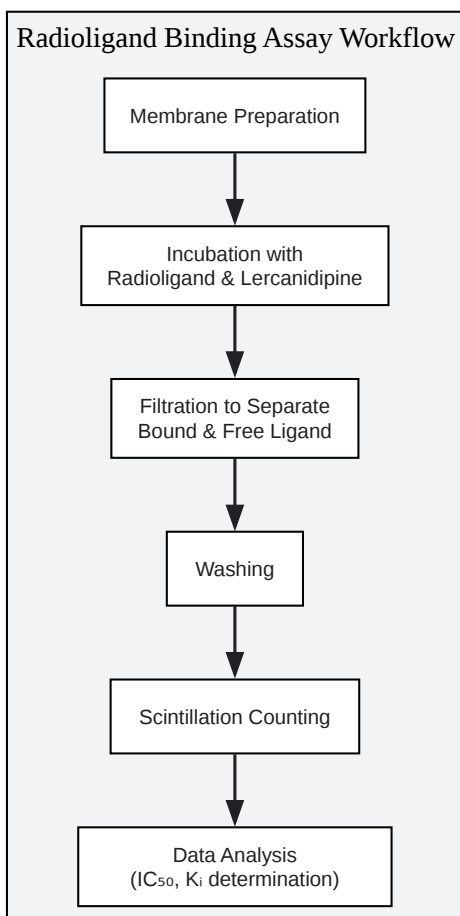 Radioligand Binding Assay Workflow
Membrane Preparation
Incubation with
Radioligand & Lercanidipine
Filtration to Separate
Bound & Free Ligand
Washing
Scintillation Counting
Data Analysis
(IC₅₀, Kᵢ determination)